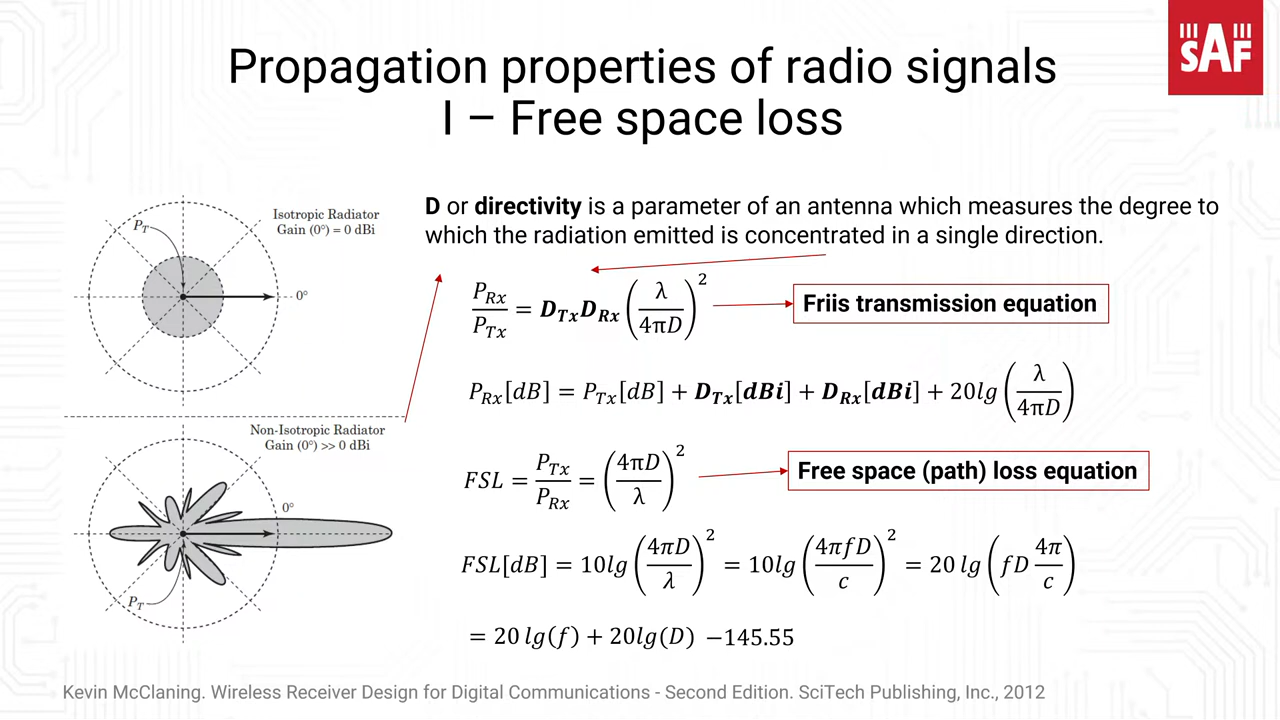 SAF
Propagation properties of radio signals
I – Free space loss
Isotropic Radiator
Gain (0°) = 0 dBi
P_T
0°
Non-Isotropic Radiator
Gain (0°) >> 0 dBi
0°
P_T
D or directivity is a parameter of an antenna which measures the degree to
which the radiation emitted is concentrated in a single direction.
P_Rx / P_Tx = D_Tx D_Rx (λ / 4πD)²
Friis transmission equation
P_Rx[dB] = P_Tx[dB] + D_Tx[dBi] + D_Rx[dBi] + 20lg (λ / 4πD)
FSL = P_Tx / P_Rx = (4πD / λ)²
Free space (path) loss equation
FSL[dB] = 10lg (4πD / λ)² = 10lg (4πfD / c)² = 20 lg (fD 4π / c)
= 20 lg(f) + 20lg(D) −145.55
Kevin McClaning. Wireless Receiver Design for Digital Communications - Second Edition. SciTech Publishing, Inc., 2012